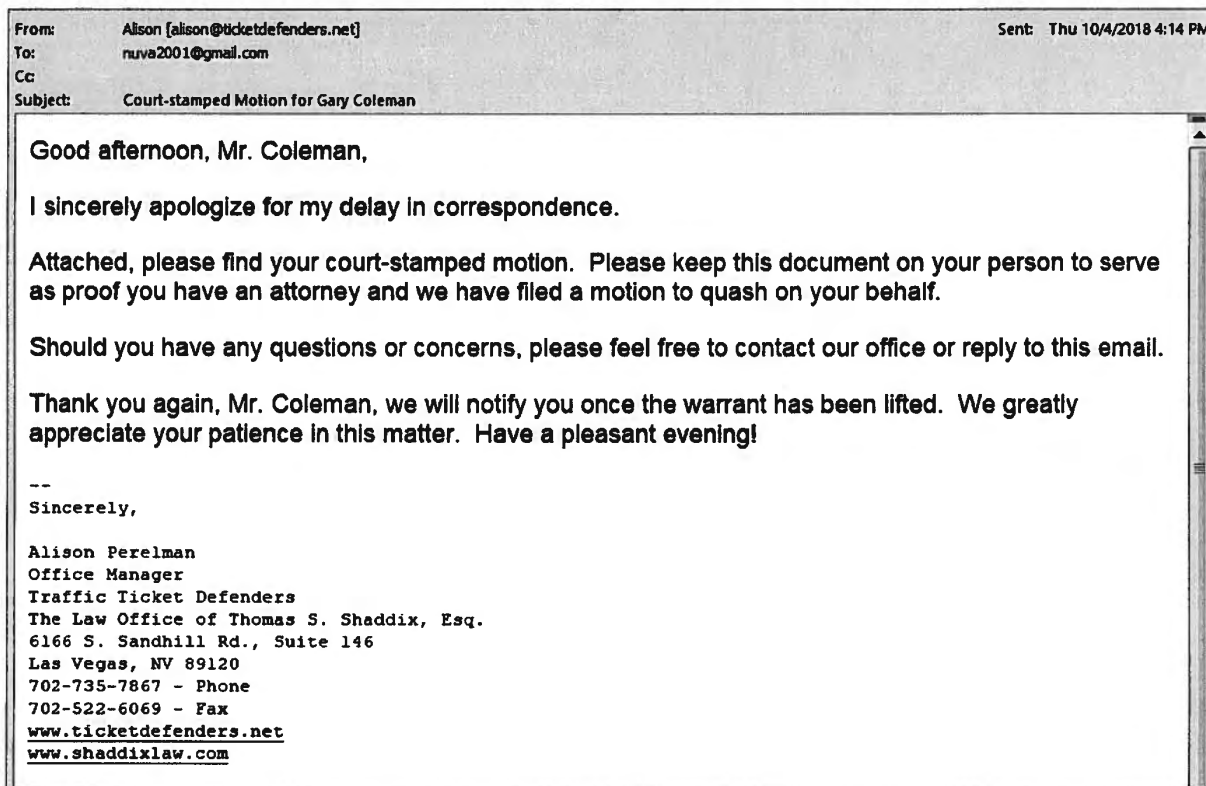 From: Alison [alison@ticketdefenders.net] Sent: Thu 10/4/2018 4:14 PM
To: nuva2001@gmail.com
Cc
Subject: Court-stamped Motion for Gary Coleman
Good afternoon, Mr. Coleman,
I sincerely apologize for my delay in correspondence.
Attached, please find your court-stamped motion.  Please keep this document on your person to serve
as proof you have an attorney and we have filed a motion to quash on your behalf.
Should you have any questions or concerns, please feel free to contact our office or reply to this email.
Thank you again, Mr. Coleman, we will notify you once the warrant has been lifted.  We greatly
appreciate your patience in this matter.  Have a pleasant evening!
--
Sincerely,
Alison Perelman
Office Manager
Traffic Ticket Defenders
The Law Office of Thomas S. Shaddix, Esq.
6166 S. Sandhill Rd., Suite 146
Las Vegas, NV 89120
702-735-7867 - Phone
702-522-6069 - Fax
www.ticketdefenders.net
www.shaddixlaw.com